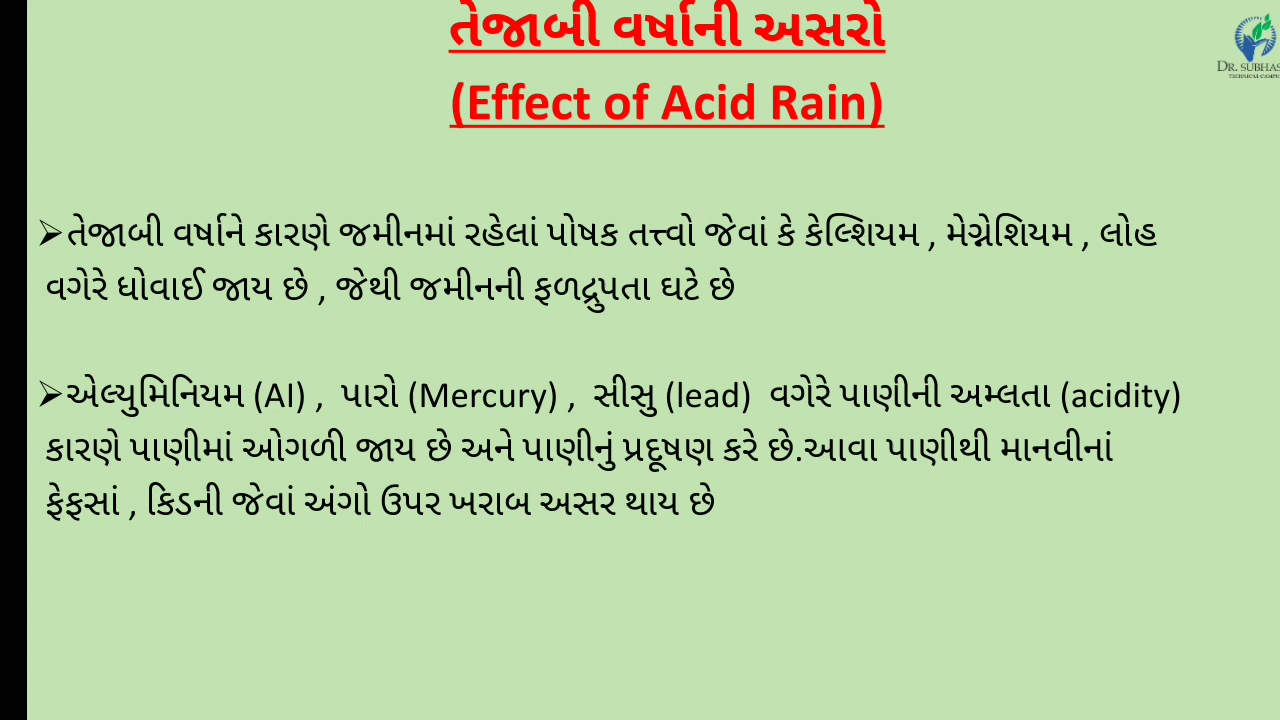 તેજાબી વર્ષાની અસરો
(Effect of Acid Rain)
DR. SUBHAS
TECHNICAL CAMPU
➢તેજાબી વર્ષાને કારણે જમીનમાં રહેલાં પોષક તત્ત્વો જેવાં કે કેલ્શિયમ , મેગ્નેશિયમ , લોહ
વગેરે ધોવાઈ જાય છે , જેથી જમીનની ફળદ્રુપતા ઘટે છે
➢એલ્યુમિનિયમ (Al) , પારો (Mercury) , સીસુ (lead) વગેરે પાણીની અમ્લતા (acidity)
કારણે પાણીમાં ઓગળી જાય છે અને પાણીનું પ્રદૂષણ કરે છે.આવા પાણીથી માનવીનાં
ફેફસાં , કિડની જેવાં અંગો ઉપર ખરાબ અસર થાય છે